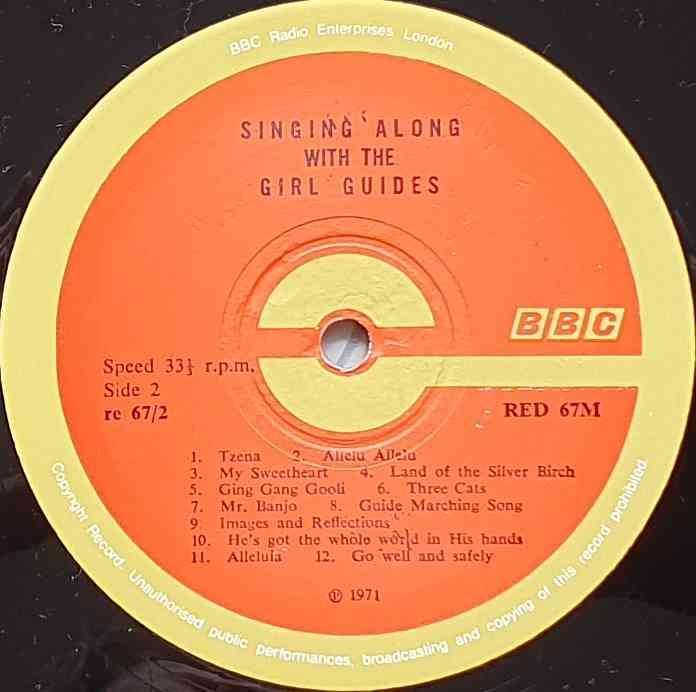 BBC Radio Enterprises London
SINGING ALONG
WITH THE
GIRL GUIDES
BBC
Speed 33⅓ r.p.m.
Side 2
re 67/2
RED 67M
1. Tzena 2. Allelu Allelu
3. My Sweetheart 4. Land of the Silver Birch
5. Ging Gang Gooli 6. Three Cats
7. Mr. Banjo 8. Guide Marching Song
9. Images and Reflections
10. He's got the whole world in His hands
11. Alleluia 12. Go well and safely
℗ 1971
Copyright Record. Unauthorised public performances, broadcasting and copying of this record prohibited.